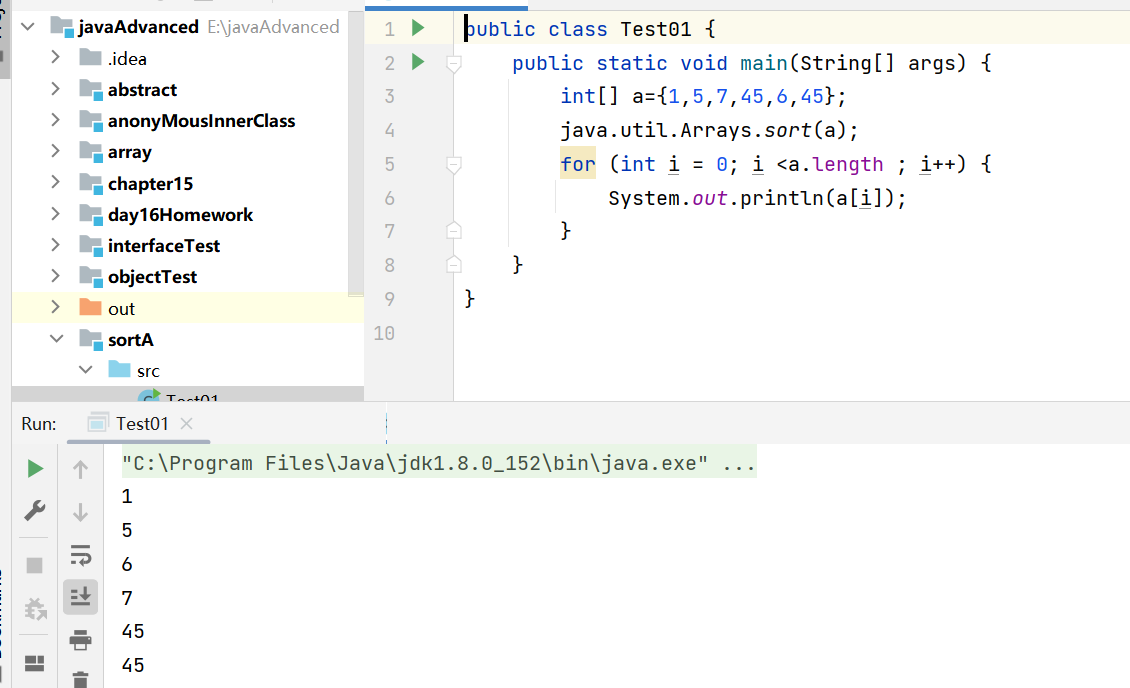 javaAdvanced E:\javaAdvanced
.idea
abstract
anonyMousInnerClass
array
chapter15
day16Homework
interfaceTest
objectTest
out
sortA
src
Test01
1 public class Test01 {
2 public static void main(String[] args) {
3 int[] a={1,5,7,45,6,45};
4 java.util.Arrays.sort(a);
5 for (int i = 0; i <a.length ; i++) {
6 System.out.println(a[i]);
7 }
8 }
9 }
10
Run: Test01
"C:\Program Files\Java\jdk1.8.0_152\bin\java.exe" ...
1
5
6
7
45
45